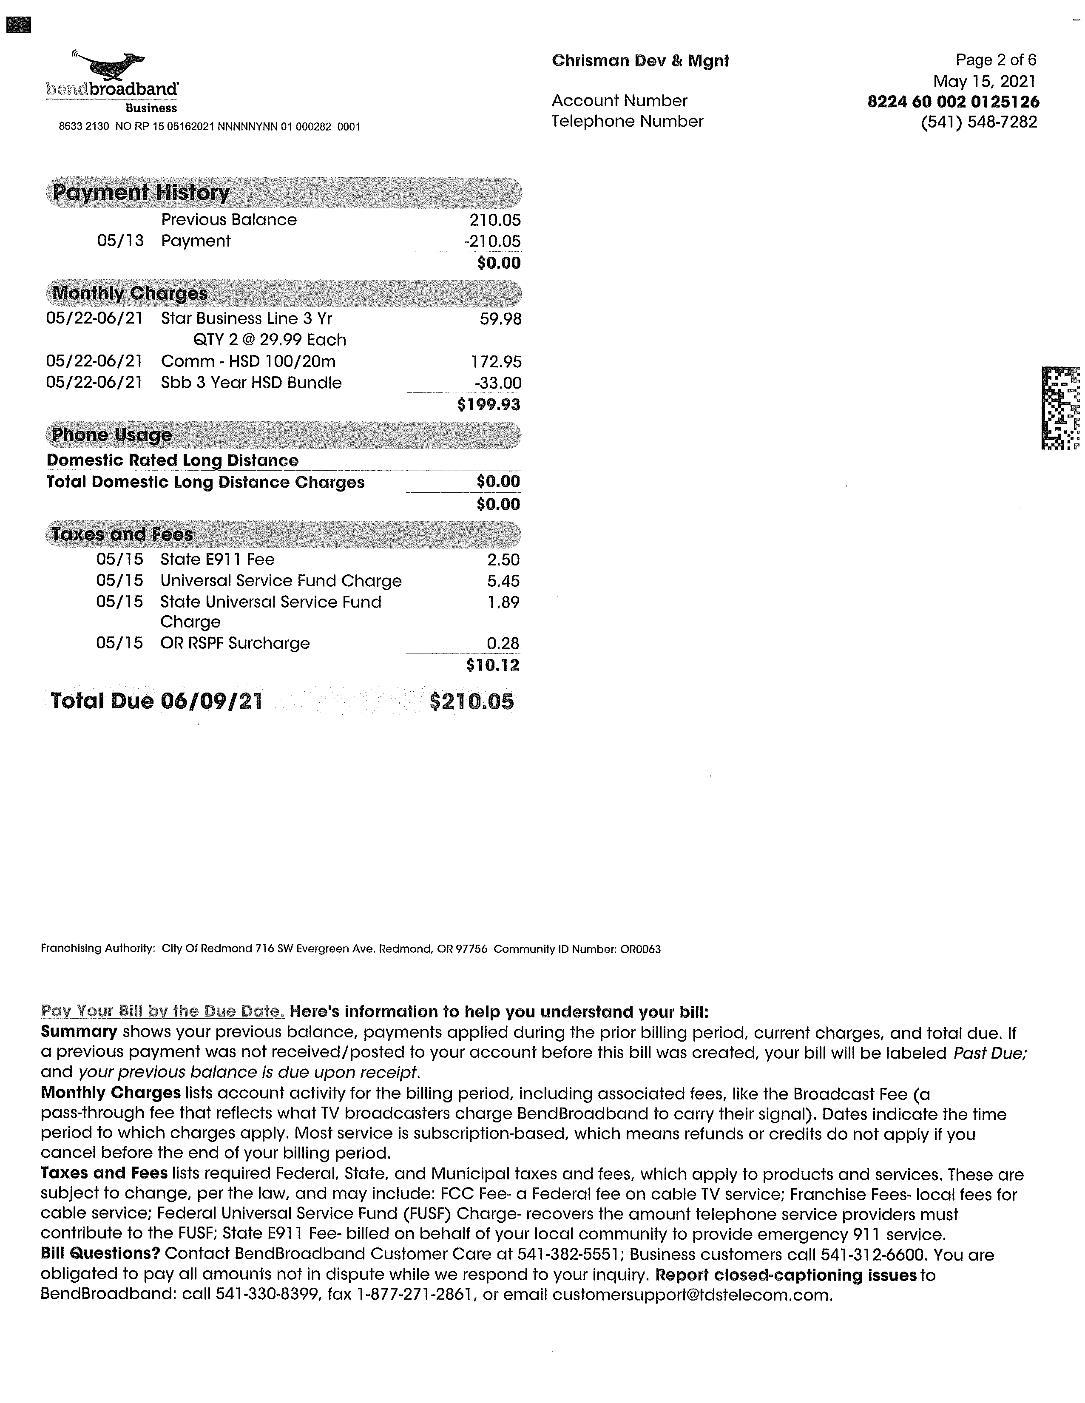 bendbroadband
Business
8633 2130 NO RP 15 05162021 NNNNNYNN 01 000282 0001
Chrisman Dev & Mgnt
Account Number
Telephone Number
Page 2 of 6
May 15, 2021
8224 60 002 0125126
(541) 548-7282
Payment History
Previous Balance 210.05
05/13 Payment -210.05
$0.00
Monthly Charges
05/22-06/21 Star Business Line 3 Yr 59.98
QTY 2 @ 29.99 Each
05/22-06/21 Comm - HSD 100/20m 172.95
05/22-06/21 Sbb 3 Year HSD Bundle -33.00
$199.93
Phone Usage
Domestic Rated Long Distance
Total Domestic Long Distance Charges $0.00
$0.00
Taxes and Fees
05/15 State E911 Fee 2.50
05/15 Universal Service Fund Charge 5.45
05/15 State Universal Service Fund 1.89
Charge
05/15 OR RSPF Surcharge 0.28
$10.12
Total Due 06/09/21 $210.05
Franchising Authority: City Of Redmond 716 SW Evergreen Ave. Redmond, OR 97756 Community ID Number: OR0063
Pay Your Bill by the Due Date. Here's information to help you understand your bill:
Summary shows your previous balance, payments applied during the prior billing period, current charges, and total due. If
a previous payment was not received/posted to your account before this bill was created, your bill will be labeled Past Due;
and your previous balance is due upon receipt.
Monthly Charges lists account activity for the billing period, including associated fees, like the Broadcast Fee (a
pass-through fee that reflects what TV broadcasters charge BendBroadband to carry their signal). Dates indicate the time
period to which charges apply. Most service is subscription-based, which means refunds or credits do not apply if you
cancel before the end of your billing period.
Taxes and Fees lists required Federal, State, and Municipal taxes and fees, which apply to products and services. These are
subject to change, per the law, and may include: FCC Fee- a Federal fee on cable TV service; Franchise Fees- local fees for
cable service; Federal Universal Service Fund (FUSF) Charge- recovers the amount telephone service providers must
contribute to the FUSF; State E911 Fee- billed on behalf of your local community to provide emergency 911 service.
Bill Questions? Contact BendBroadband Customer Care at 541-382-5551; Business customers call 541-312-6600. You are
obligated to pay all amounts not in dispute while we respond to your inquiry. Report closed-captioning issues to
BendBroadband: call 541-330-8399, fax 1-877-271-2861, or email customersupport@tdstelecom.com.